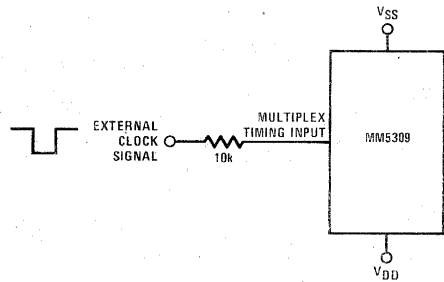 VSS
EXTERNAL
CLOCK
SIGNAL
10k
MULTIPLEX
TIMING INPUT
MM5309
VDD